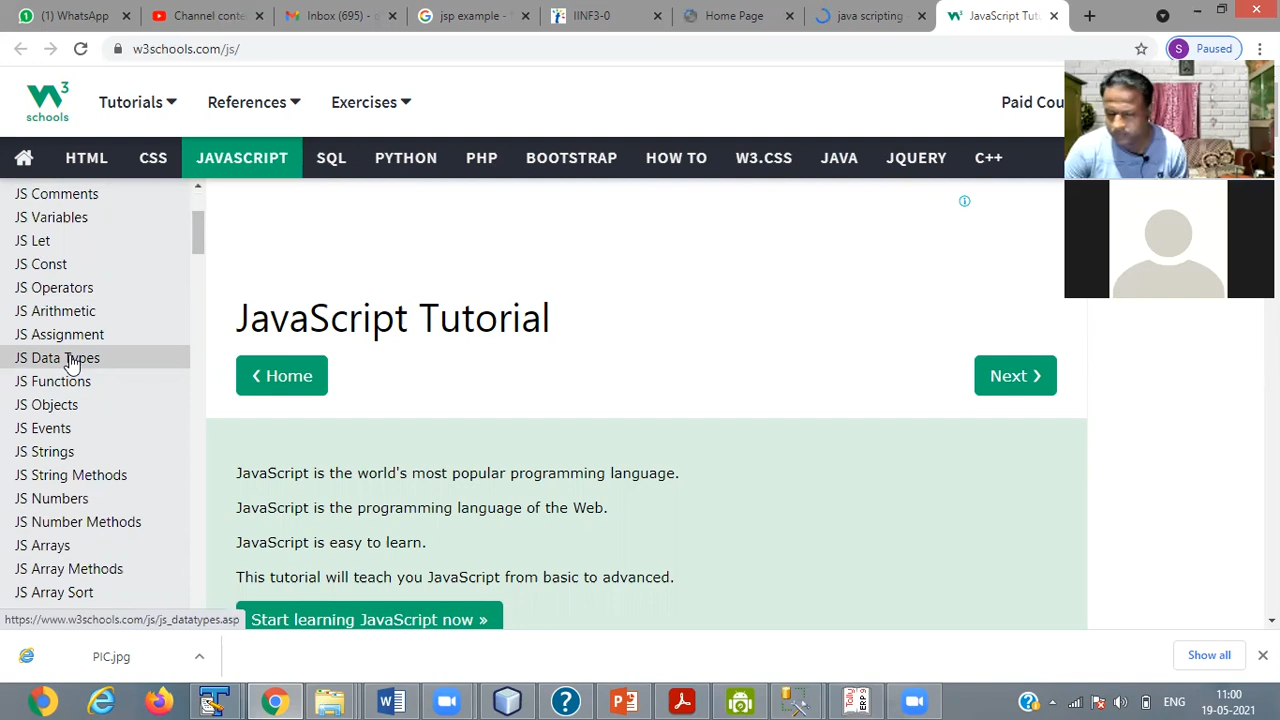 (1) WhatsApp
Channel conte
Inbox (695) - c
jsp example -
IINF3-0
Home Page
java scripting
JavaScript Tut
w3schools.com/js/
S
Paused
W3
schools
Tutorials
References
Exercises
Paid Cou
HTML
CSS
JAVASCRIPT
SQL
PYTHON
PHP
BOOTSTRAP
HOW TO
W3.CSS
JAVA
JQUERY
C++
JS Comments
JS Variables
JS Let
JS Const
JS Operators
JS Arithmetic
JS Assignment
JS Data Types
JS Functions
JS Objects
JS Events
JS Strings
JS String Methods
JS Numbers
JS Number Methods
JS Arrays
JS Array Methods
JS Array Sort
JavaScript Tutorial
❮ Home
Next ❯
JavaScript is the world's most popular programming language.
JavaScript is the programming language of the Web.
JavaScript is easy to learn.
This tutorial will teach you JavaScript from basic to advanced.
Start learning JavaScript now »
https://www.w3schools.com/js/js_datatypes.asp
PIC.jpg
Show all
ENG
11:00
19-05-2021